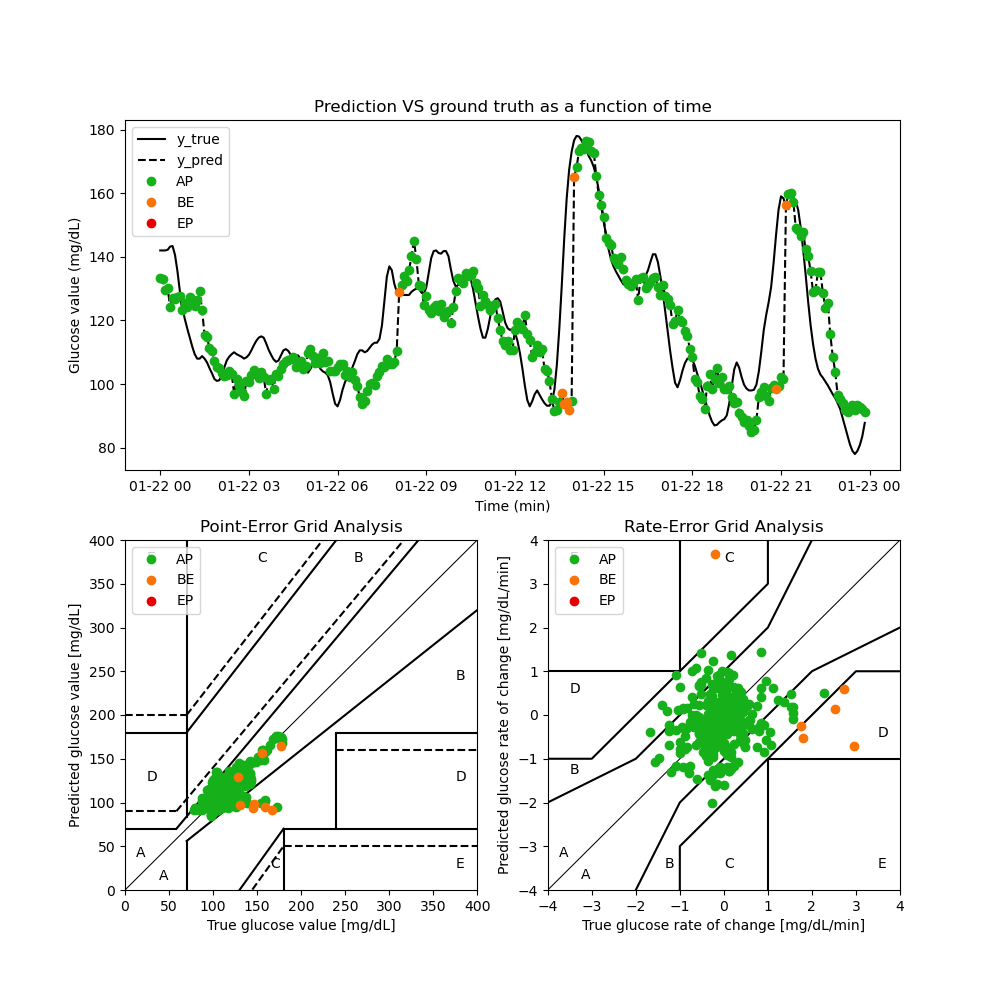 Prediction VS ground truth as a function of time
Glucose value (mg/dL)
180
160
140
120
100
80
y_true
y_pred
AP
BE
EP
01-22 00 01-22 03 01-22 06 01-22 09 01-22 12 01-22 15 01-22 18 01-22 21 01-23 00
Time (min)
Point-Error Grid Analysis
Predicted glucose value [mg/dL]
400
350
300
250
200
150
100
50
0
AP
BE
EP
C
B
B
D
D
A
A
C
E
0 50 100 150 200 250 300 350 400
True glucose value [mg/dL]
Rate-Error Grid Analysis
Predicted glucose rate of change [mg/dL/min]
4
3
2
1
0
−1
−2
−3
−4
AP
BE
EP
C
D
D
B
A
A
B
C
E
−4 −3 −2 −1 0 1 2 3 4
True glucose rate of change [mg/dL/min]